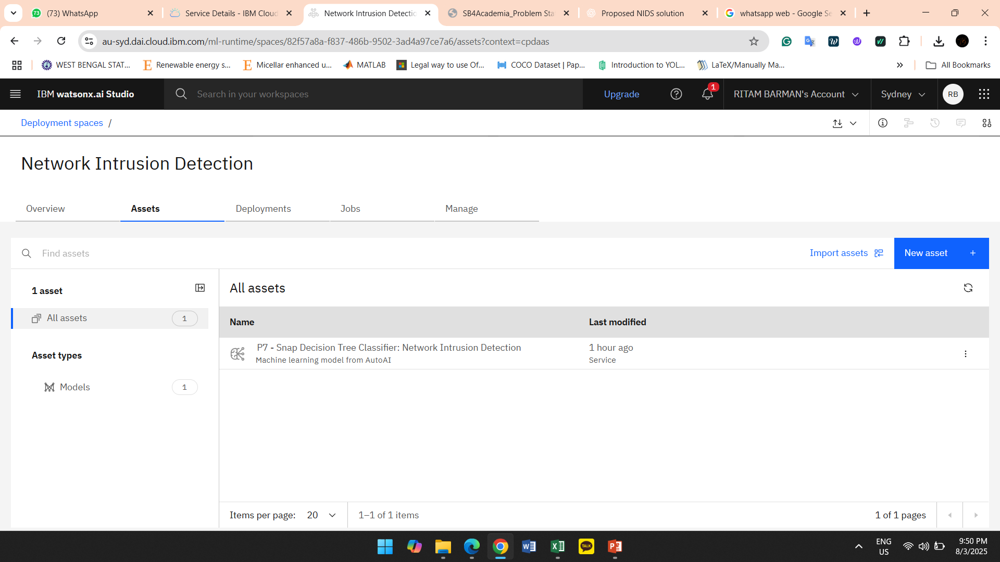 73 (73) WhatsApp
Service Details - IBM Cloud
Network Intrusion Detectio
SB4Academia_Problem Sta
Proposed NIDS solution
whatsapp web - Google Se
au-syd.dai.cloud.ibm.com/ml-runtime/spaces/82f57a8a-f837-486b-9502-3ad4a97ce7a6/assets?context=cpdaas
WEST BENGAL STAT...
Renewable energy s...
Micellar enhanced u...
MATLAB
Legal way to use Of...
COCO Dataset | Pap...
Introduction to YOL...
LaTeX/Manually Ma...
All Bookmarks
IBM watsonx.ai Studio
Search in your workspaces
Upgrade
1
RITAM BARMAN's Account
Sydney
RB
Deployment spaces /
Network Intrusion Detection
Overview
Assets
Deployments
Jobs
Manage
Find assets
Import assets
New asset +
1 asset
All assets 1
Asset types
Models 1
All assets
Name
Last modified
P7 - Snap Decision Tree Classifier: Network Intrusion Detection
Machine learning model from AutoAI
1 hour ago
Service
Items per page: 20
1–1 of 1 items
1 of 1 pages
TALK
ENG
US
9:50 PM
8/3/2025